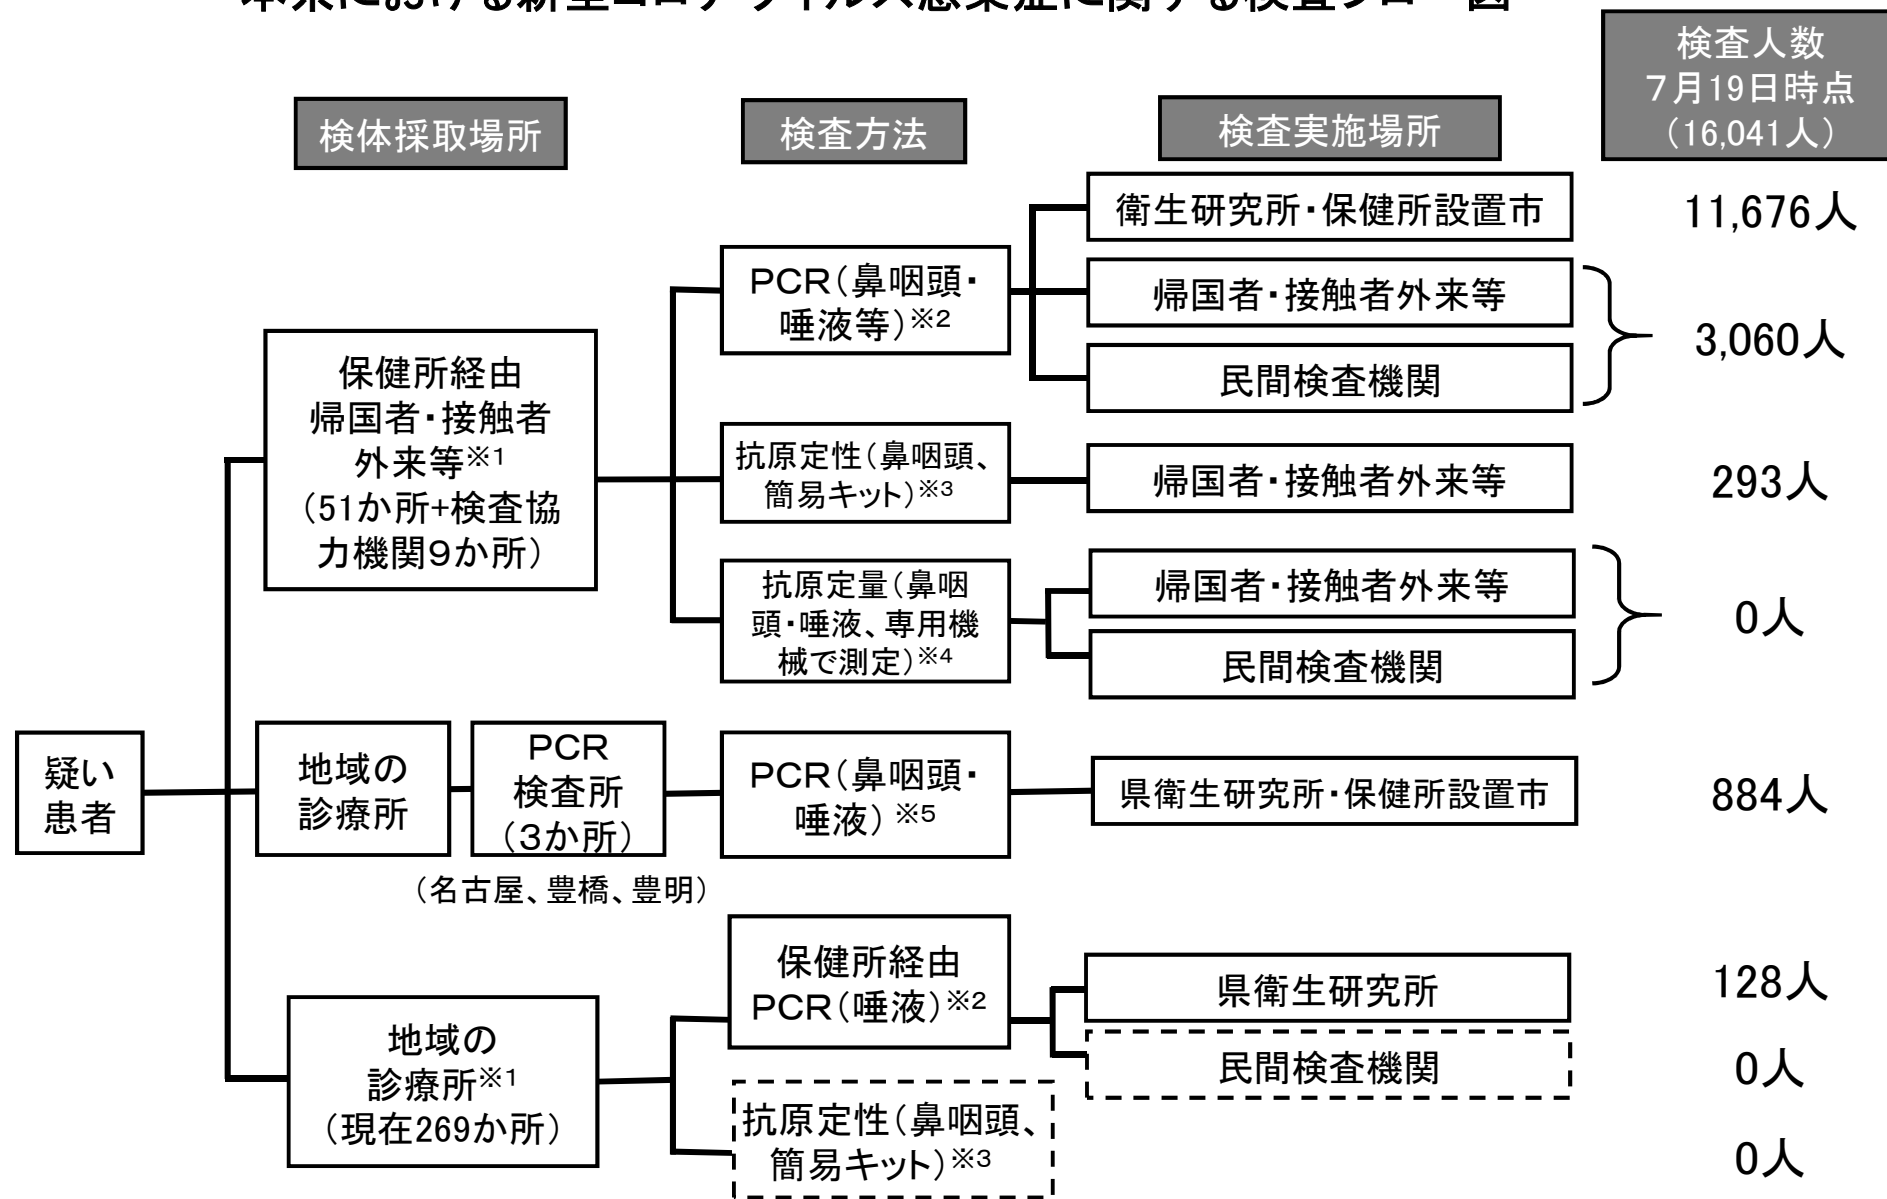 検査人数
７月19日時点
（16,041人）
検体採取場所
検査方法
検査実施場所
衛生研究所・保健所設置市
11,676人
PCR（鼻咽頭・
唾液等）※2
帰国者・接触者外来等
民間検査機関
3,060人
保健所経由
帰国者・接触者
外来等※1
（51か所+検査協
力機関９か所）
抗原定性（鼻咽頭、
簡易キット）※3
帰国者・接触者外来等
293人
抗原定量（鼻咽
頭・唾液、専用機
械で測定）※4
帰国者・接触者外来等
民間検査機関
0人
疑い
患者
地域の
診療所
PCR
検査所
（３か所）
（名古屋、豊橋、豊明）
PCR（鼻咽頭・
唾液）※5
県衛生研究所・保健所設置市
884人
地域の
診療所※1
（現在269か所）
保健所経由
PCR（唾液）※2
県衛生研究所
128人
民間検査機関
0人
抗原定性（鼻咽頭、
簡易キット）※3
0人